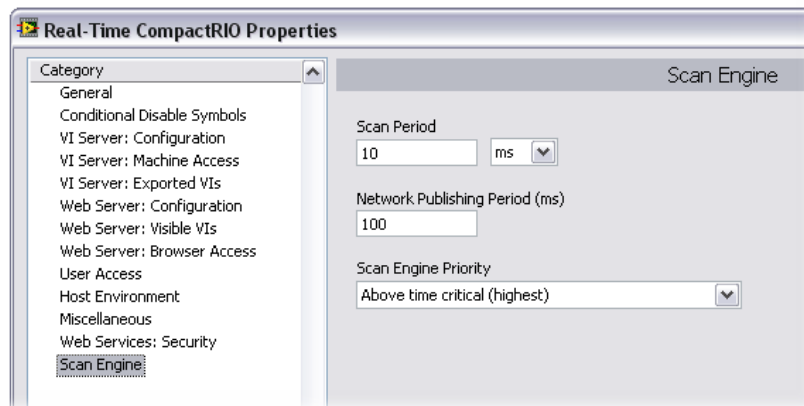 Real-Time CompactRIO Properties
Category
General
Conditional Disable Symbols
VI Server: Configuration
VI Server: Machine Access
VI Server: Exported VIs
Web Server: Configuration
Web Server: Visible VIs
Web Server: Browser Access
User Access
Host Environment
Miscellaneous
Web Services: Security
Scan Engine
Scan Engine
Scan Period
10 ms
Network Publishing Period (ms)
100
Scan Engine Priority
Above time critical (highest)